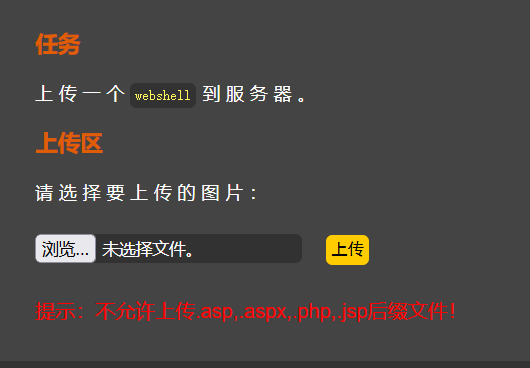 任务
上传一个 webshell 到服务器。
上传区
请选择要上传的图片：
浏览... 未选择文件。 上传
提示：不允许上传.asp,.aspx,.php,.jsp后缀文件！